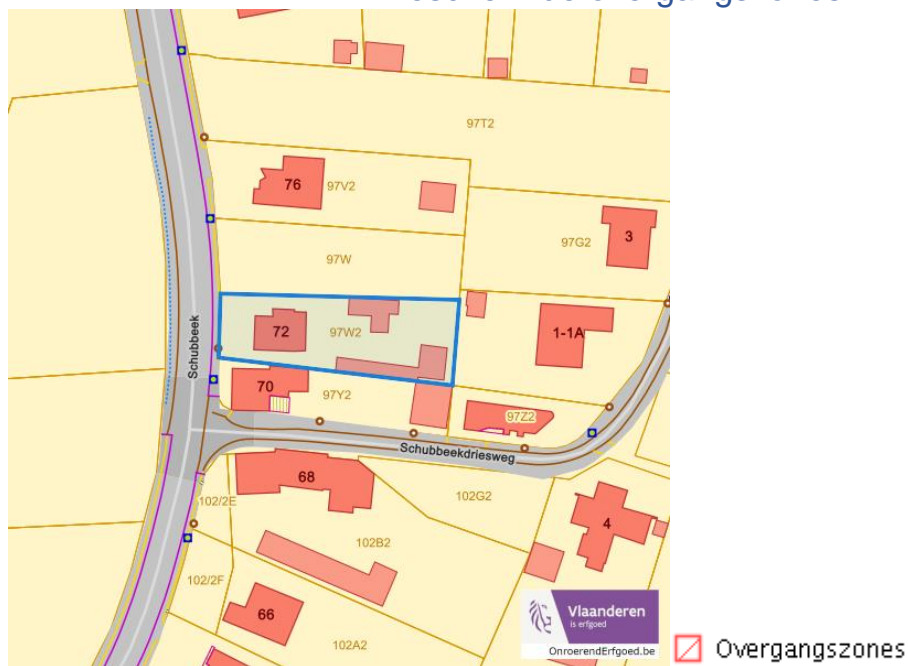 97T2
76
97V2
97G2
3
97W
Schubbeek
72
97W2
1-1A
70
97Y2
97Z2
Schubbeekdriesweg
68
102/2E
102G2
4
102B2
102/2F
66
102A2
Vlaanderen
is erfgoed
OnroerendErfgoed.be
Overgangszones